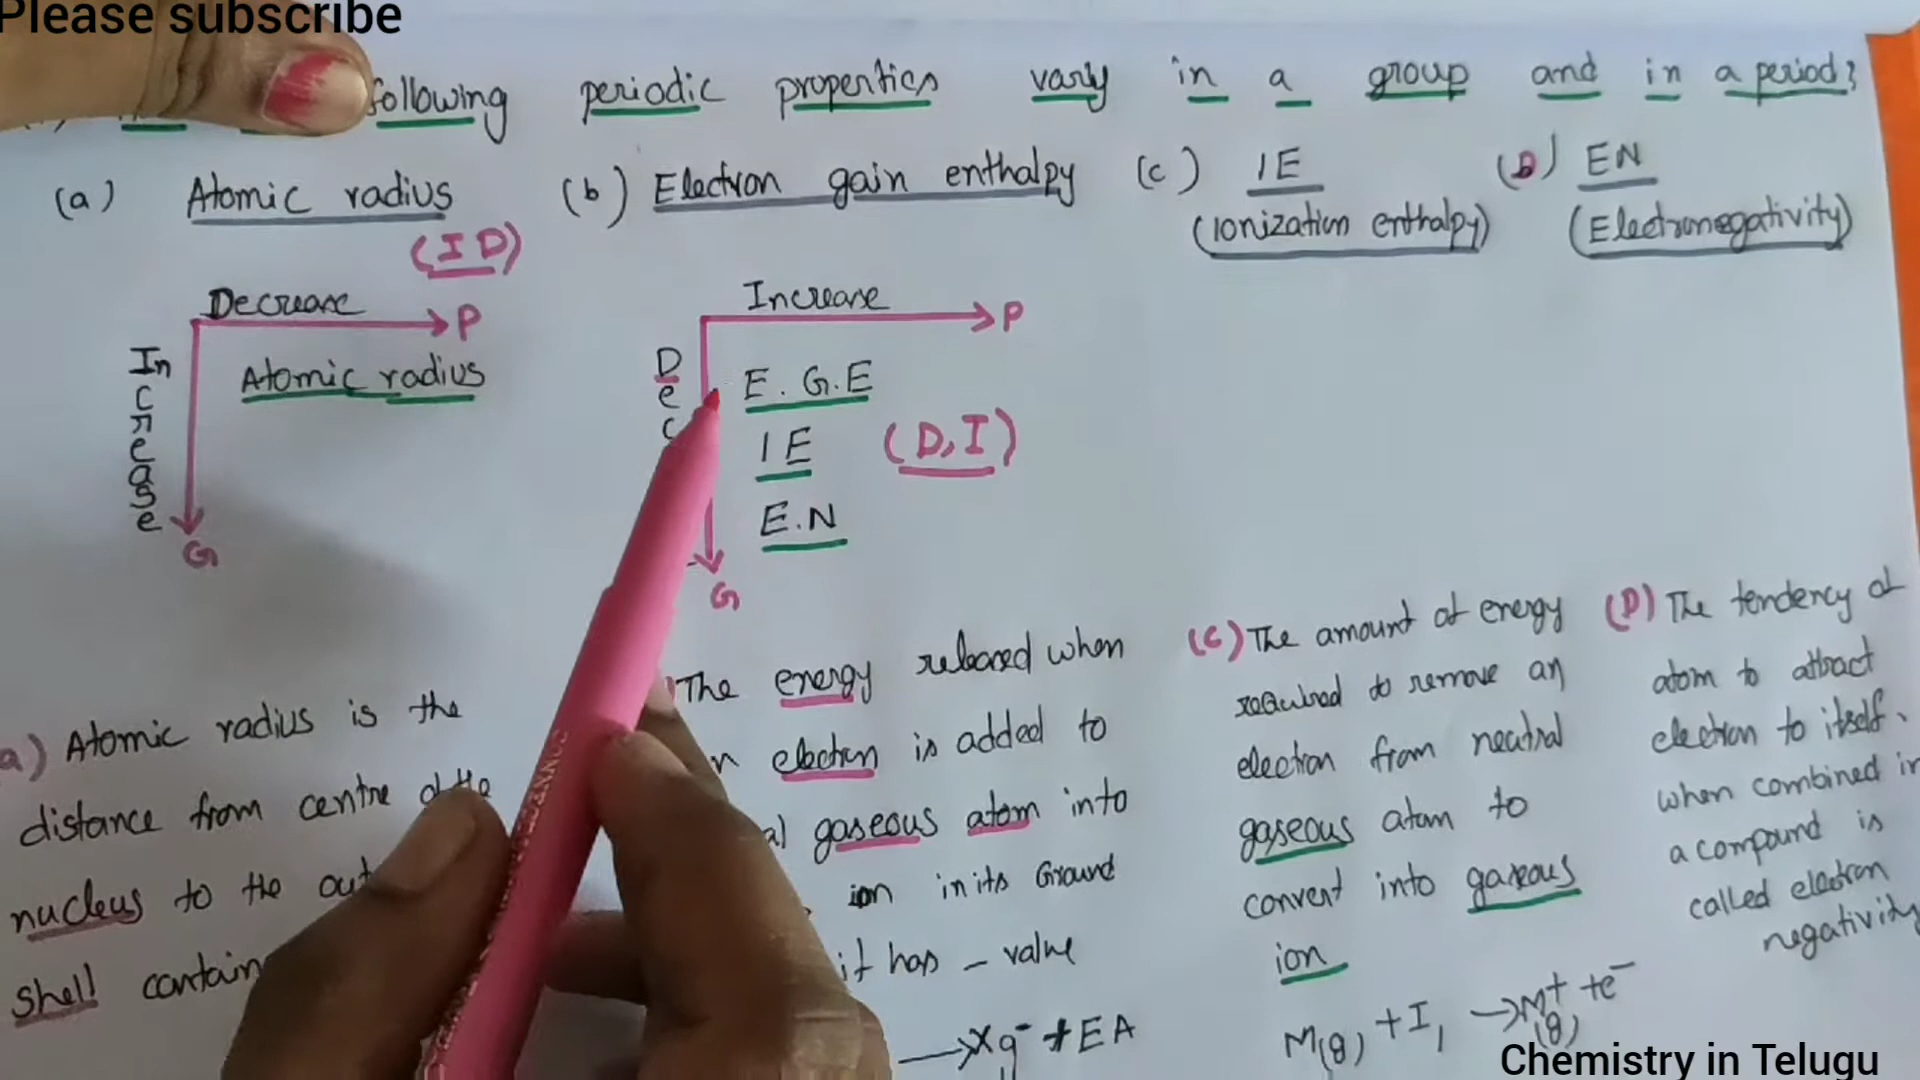 Please subscribe
following periodic properties vary in a group and in a period?
(a) Atomic radius (b) Electron gain enthalpy (c) IE (D) EN
(Ionization enthalpy) (Electronegativity)
(I D)
Decrease → P
Increase
G
Atomic radius
Increase → P
Dec
G
E. G. E
IE (D, I)
E.N
a) Atomic radius is the
distance from centre of the
nucleus to the out
shell contain
The energy released when
n electron is added to
al gaseous atom into
ion in its Ground
it has - value
→ Xg⁻ + EA
(C) The amount of energy
required to remove an
electron from neutral
gaseous atom to
convert into gaseous
ion
M(g) + I₁ → M⁺(g) + e⁻
(D) The tendency of
atom to attract
electron to itself,
when combined in
a compound is
called electron
negativity
Chemistry in Telugu